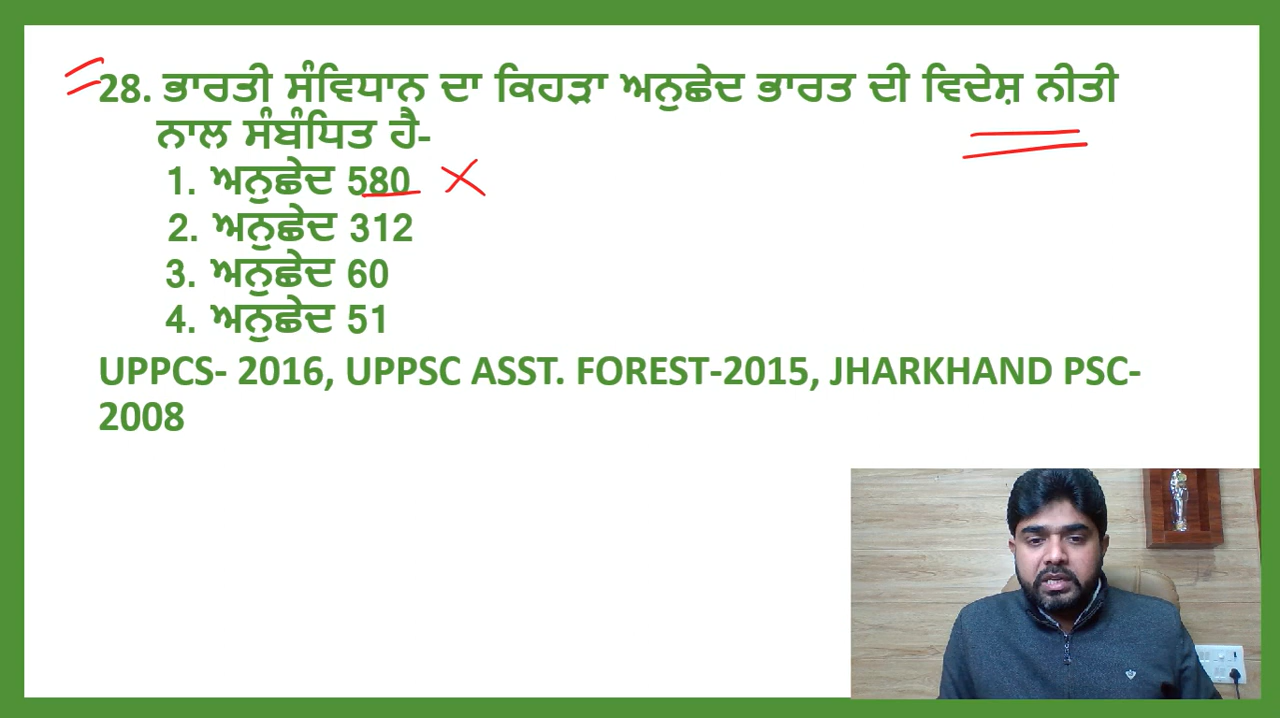 28. ਭਾਰਤੀ ਸੰਵਿਧਾਨ ਦਾ ਕਿਹੜਾ ਅਨੁਛੇਦ ਭਾਰਤ ਦੀ ਵਿਦੇਸ਼ ਨੀਤੀ
ਨਾਲ ਸੰਬੰਧਿਤ ਹੈ-
1. ਅਨੁਛੇਦ 580
2. ਅਨੁਛੇਦ 312
3. ਅਨੁਛੇਦ 60
4. ਅਨੁਛੇਦ 51
UPPCS- 2016, UPPSC ASST. FOREST-2015, JHARKHAND PSC-
2008